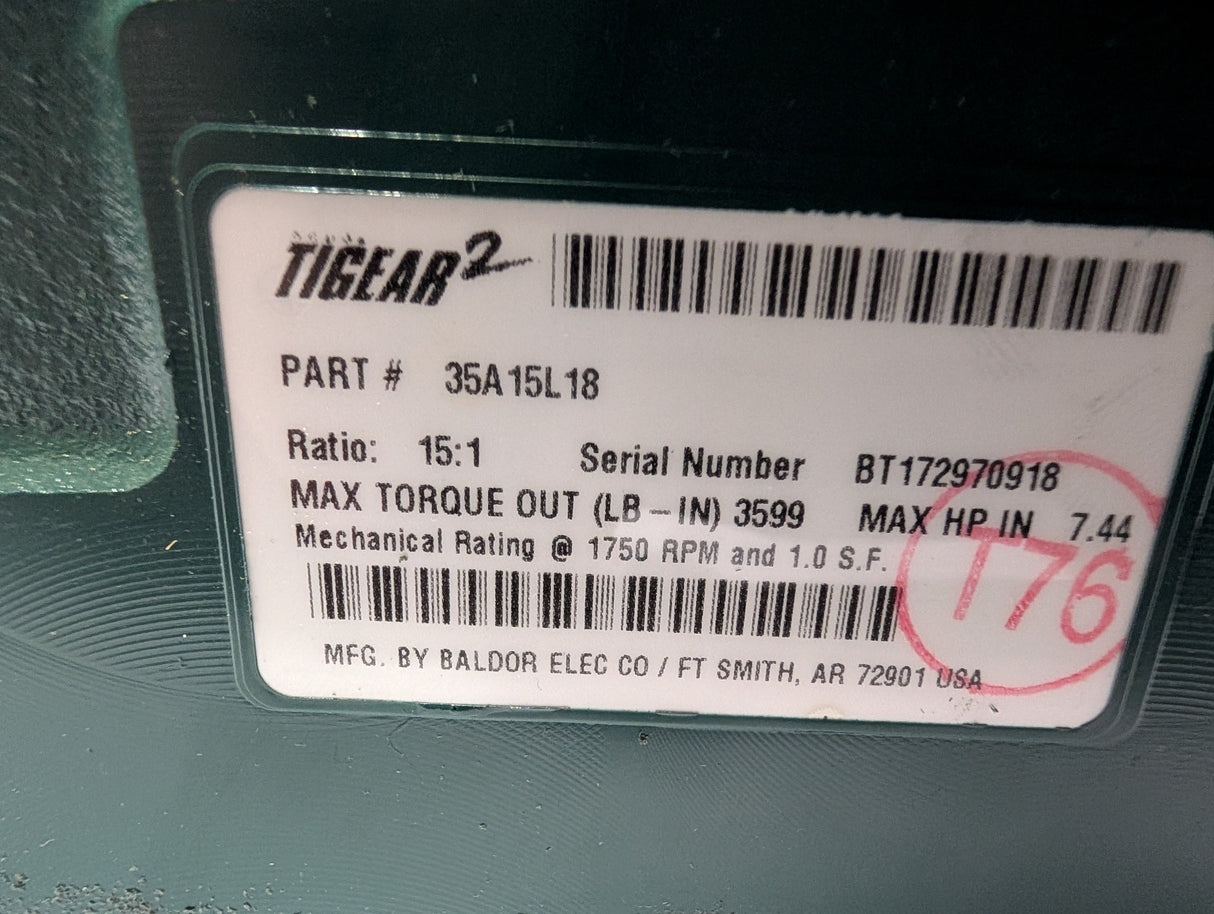 TIGEAR2
PART # 35A15L18
Ratio: 15:1 Serial Number BT172970918
MAX TORQUE OUT (LB-IN) 3599 MAX HP IN 7.44
Mechanical Rating @ 1750 RPM and 1.0 S.F.
T76
MFG. BY BALDOR ELEC CO / FT SMITH, AR 72901 USA